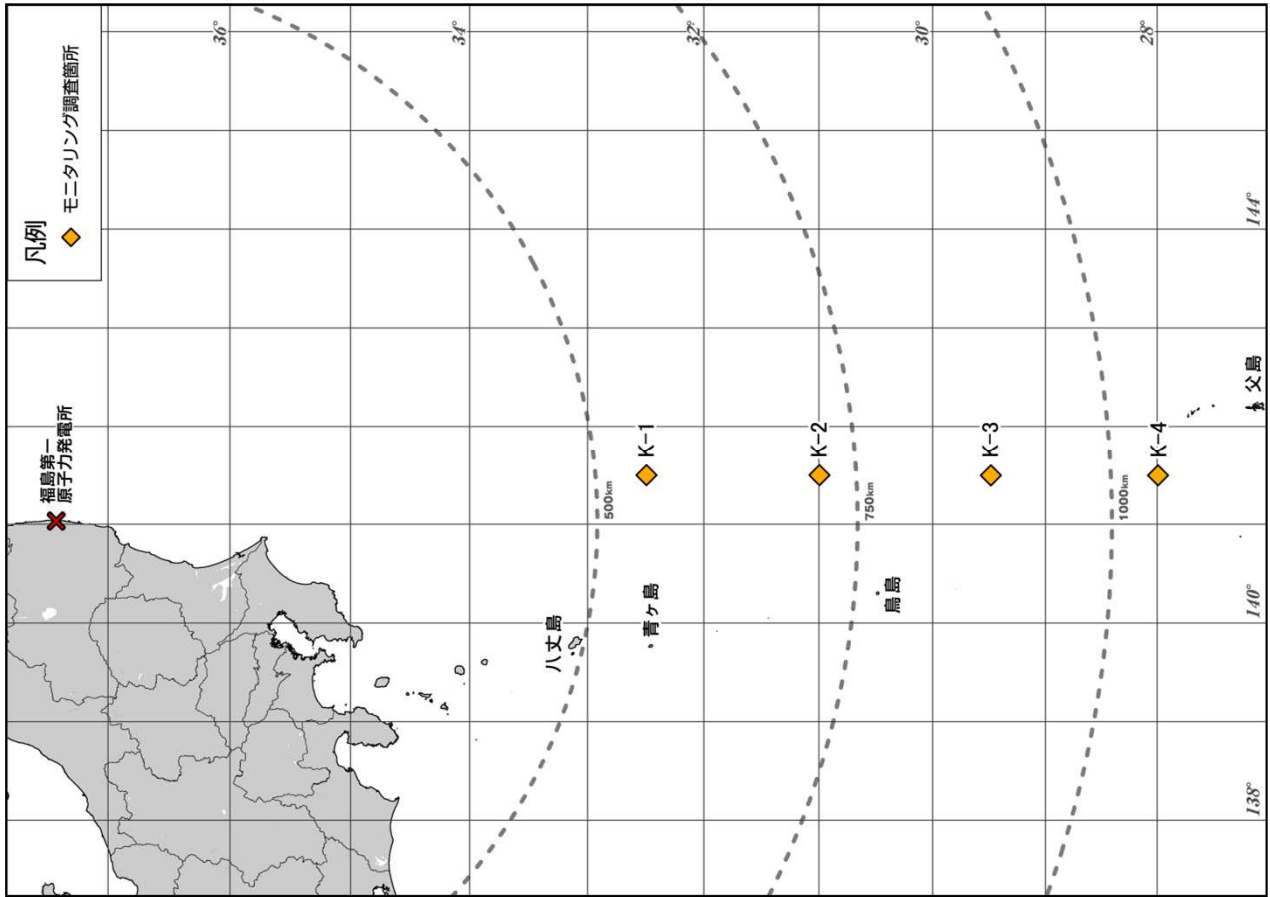 凡例
モニタリング調査箇所
福島第一
原子力発電所
36°
34°
32°
30°
28°
八丈島
青ヶ島
鳥島
父島
500km
750km
1000km
K-1
K-2
K-3
K-4
138°
140°
144°